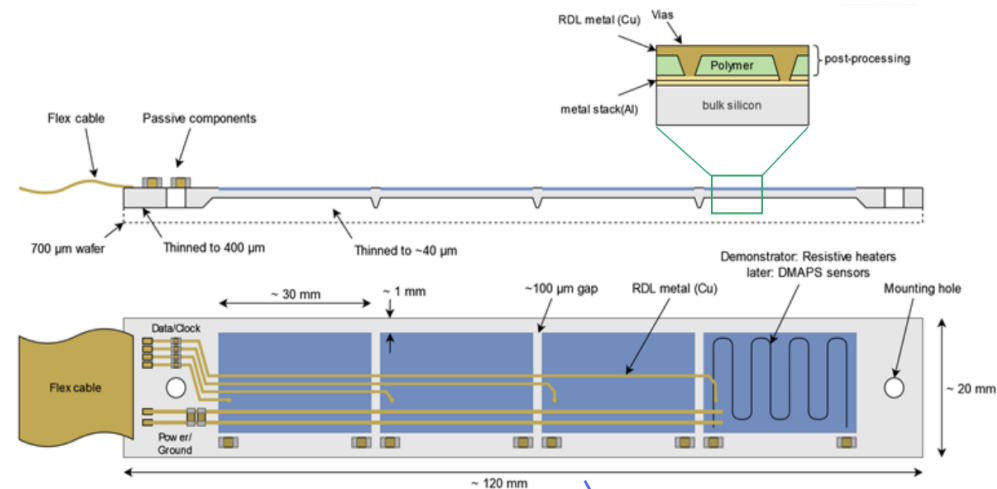 RDL metal (Cu)
Vias
Polymer
post-processing
metal stack(Al)
bulk silicon
Flex cable
Passive components
700 µm wafer
Thinned to 400 µm
Thinned to ~40 µm
Demonstrator: Resistive heaters
later: DMAPS sensors
~ 30 mm
~ 1 mm
~100 µm gap
RDL metal (Cu)
Mounting hole
Data/Clock
Flex cable
~ 20 mm
Power/
Ground
~ 120 mm